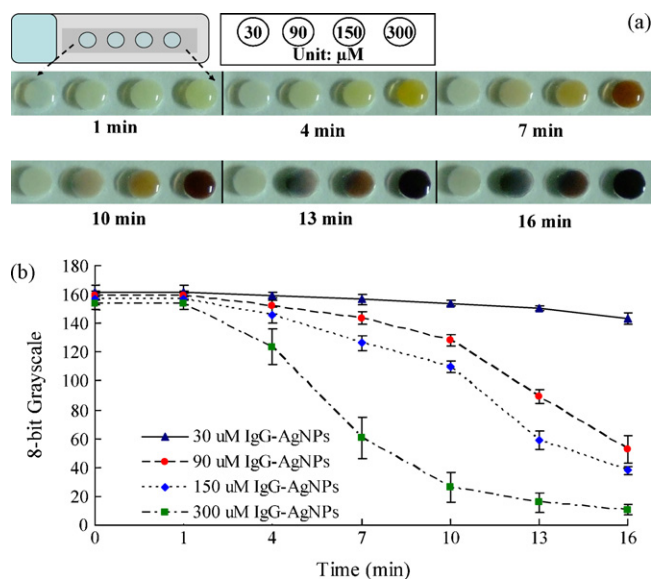 (a)
30 90 150 300
Unit: µM
1 min 4 min 7 min
10 min 13 min 16 min
(b)
180
160
140
120
100
80
60
40
20
0
8-bit Grayscale
30 uM IgG-AgNPs
90 uM IgG-AgNPs
150 uM IgG-AgNPs
300 uM IgG-AgNPs
0 1 4 7 10 13 16
Time (min)